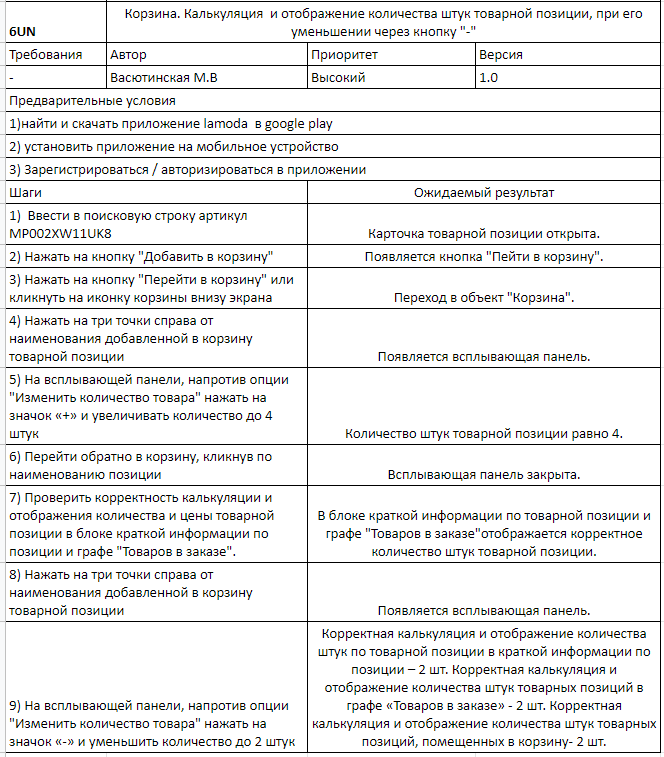 6UN
Корзина. Калькуляция и отображение количества штук товарной позиции, при его
уменьшении через кнопку "-"
Требования Автор Приоритет Версия
- Васютинская М.В Высокий 1.0
Предварительные условия
1)найти и скачать приложение lamoda в google play
2) установить приложение на мобильное устройство
3) Зарегистрироваться / авторизироваться в приложении
Шаги Ожидаемый результат
1) Ввести в поисковую строку артикул
MP002XW11UK8
Карточка товарной позиции открыта.
2) Нажать на кнопку "Добавить в корзину"
Появляется кнопка "Пейти в корзину".
3) Нажать на кнопку "Перейти в корзину" или
кликнуть на иконку корзины внизу экрана
Переход в объект "Корзина".
4) Нажать на три точки справа от
наименования добавленной в корзину
товарной позиции
Появляется всплывающая панель.
5) На всплывающей панели, напротив опции
"Изменить количество товара" нажать на
значок «+» и увеличивать количество до 4
штук
Количество штук товарной позиции равно 4.
6) Перейти обратно в корзину, кликнув по
наименованию позиции
Всплывающая панель закрыта.
7) Проверить корректность калькуляции и
отображения количества и цены товарной
позиции в блоке краткой информации по
позиции и графе "Товаров в заказе".
В блоке краткой информации по товарной позиции и
графе "Товаров в заказе"отображается корректное
количество штук товарной позиции.
8) Нажать на три точки справа от
наименования добавленной в корзину
товарной позиции
Появляется всплывающая панель.
9) На всплывающей панели, напротив опции
"Изменить количество товара" нажать на
значок «-» и уменьшить количество до 2 штук
Корректная калькуляция и отображение количества
штук по товарной позиции в краткой информации по
позиции – 2 шт. Корректная калькуляция и
отображение количества штук товарных позиций в
графе «Товаров в заказе» - 2 шт. Корректная
калькуляция и отображение количества штук товарных
позиций, помещенных в корзину- 2 шт.